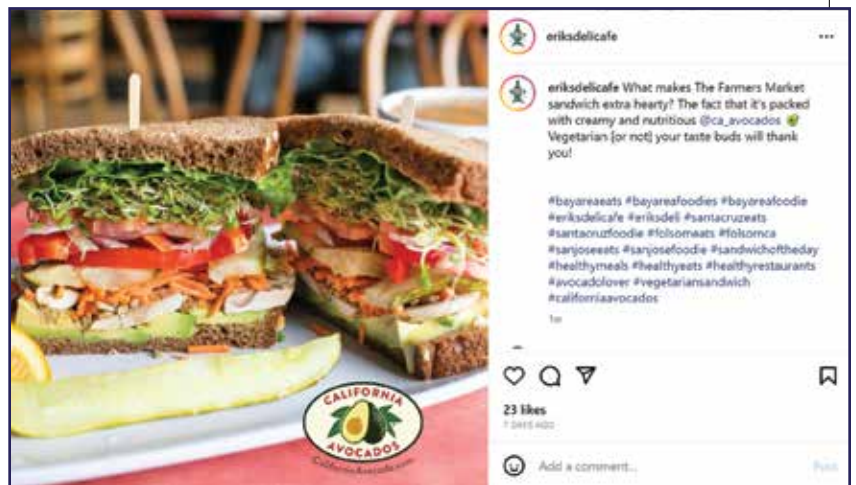 eriksdelicafe
eriksdelicafe What makes The Farmers Market
sandwich extra hearty? The fact that it's packed
with creamy and nutritious @ca_avocados
Vegetarian (or not) your taste buds will thank
you!
#bayareaeats #bayareafoodies #bayareafoodie
#eriksdelicafe #eriksdeli #santacruzeats
#santacruzfoodie #folsomeats #folsomca
#sanjoseeats #sanjosefoodie #sandwichoftheday
#healthymeals #healthyeats #healthyrestaurants
#avocadolover #vegetariansandwich
#californiaavocados
1w
23 likes
7 DAYS AGO
Add a comment...
Post
CALIFORNIA
AVOCADOS
CaliforniaAvocado.com